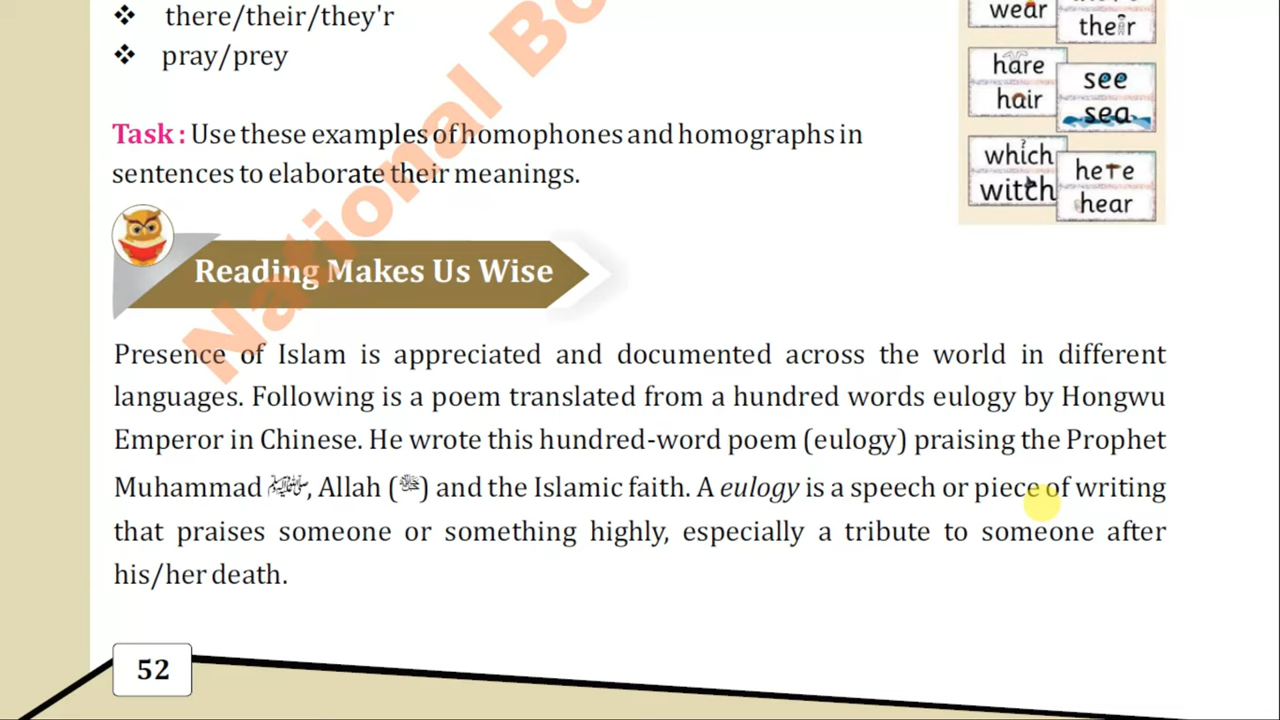 ❖ there/their/they'r
❖ pray/prey
wear
their
hare
hair
see
sea
which
witch
here
hear
Task : Use these examples of homophones and homographs in
sentences to elaborate their meanings.
Reading Makes Us Wise
Presence of Islam is appreciated and documented across the world in different
languages. Following is a poem translated from a hundred words eulogy by Hongwu
Emperor in Chinese. He wrote this hundred-word poem (eulogy) praising the Prophet
Muhammad ﷺ, Allah (ﷻ) and the Islamic faith. A eulogy is a speech or piece of writing
that praises someone or something highly, especially a tribute to someone after
his/her death.
52
National Bo